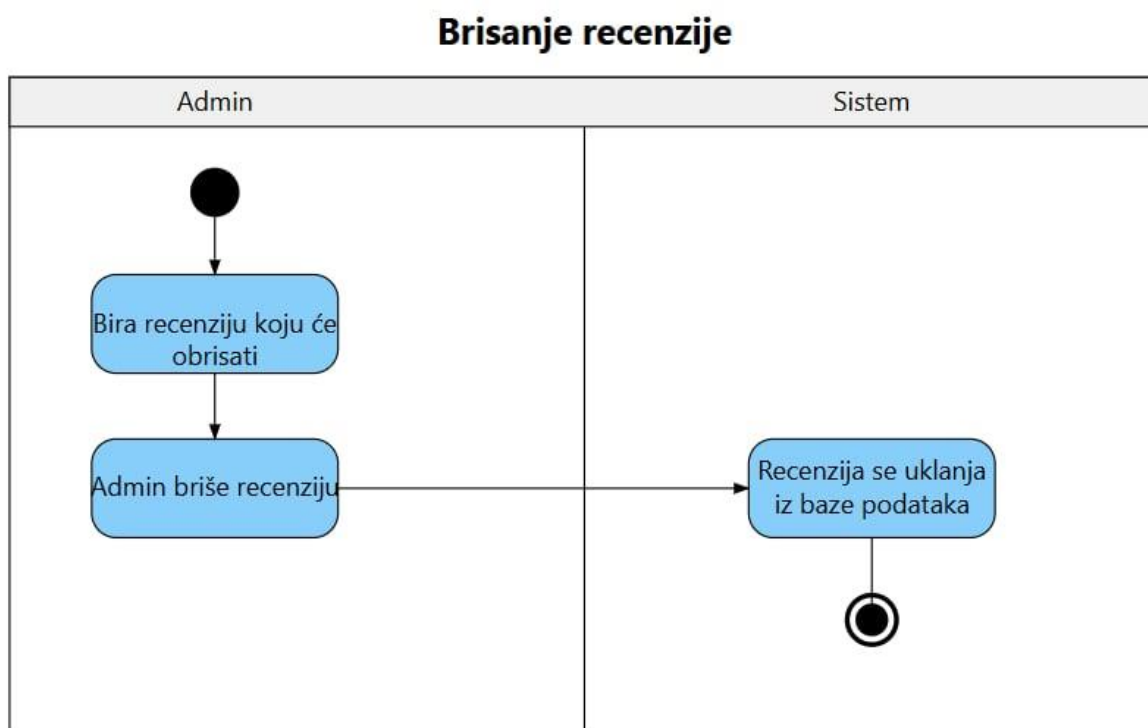 Brisanje recenzije
Admin
Sistem
Bira recenziju koju će
obrisati
Admin briše recenziju
Recenzija se uklanja
iz baze podataka